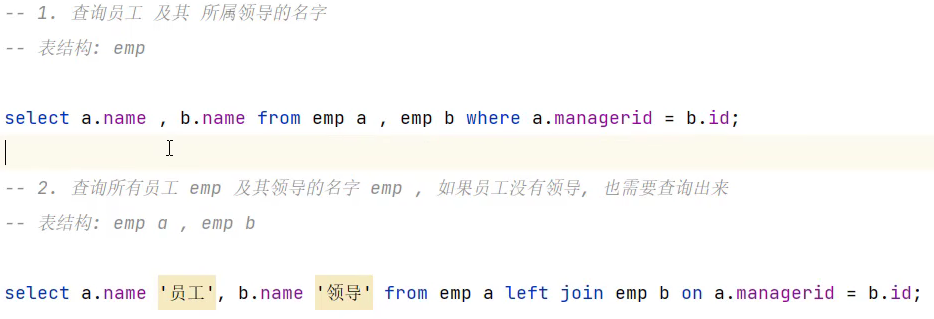 -- 1. 查询员工 及其 所属领导的名字
-- 表结构: emp
select a.name , b.name from emp a , emp b where a.managerid = b.id;
-- 2. 查询所有员工 emp 及其领导的名字 emp , 如果员工没有领导, 也需要查询出来
-- 表结构: emp a , emp b
select a.name '员工', b.name '领导' from emp a left join emp b on a.managerid = b.id;